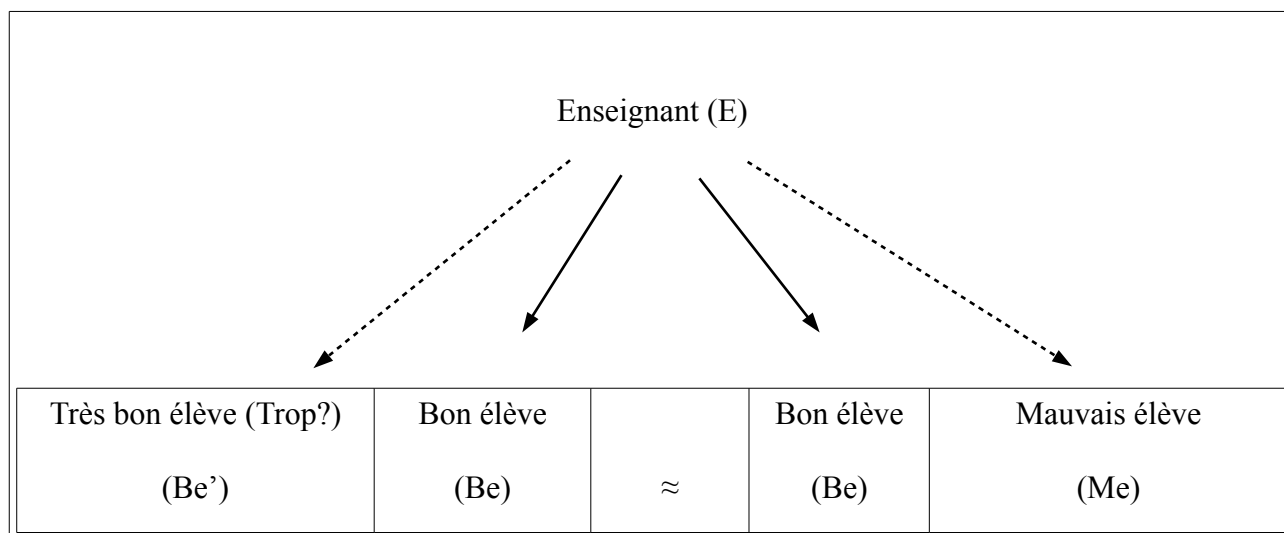 Enseignant (E)
Très bon élève (Trop?) Bon élève Bon élève Mauvais élève
(Be’) (Be) ≈ (Be) (Me)